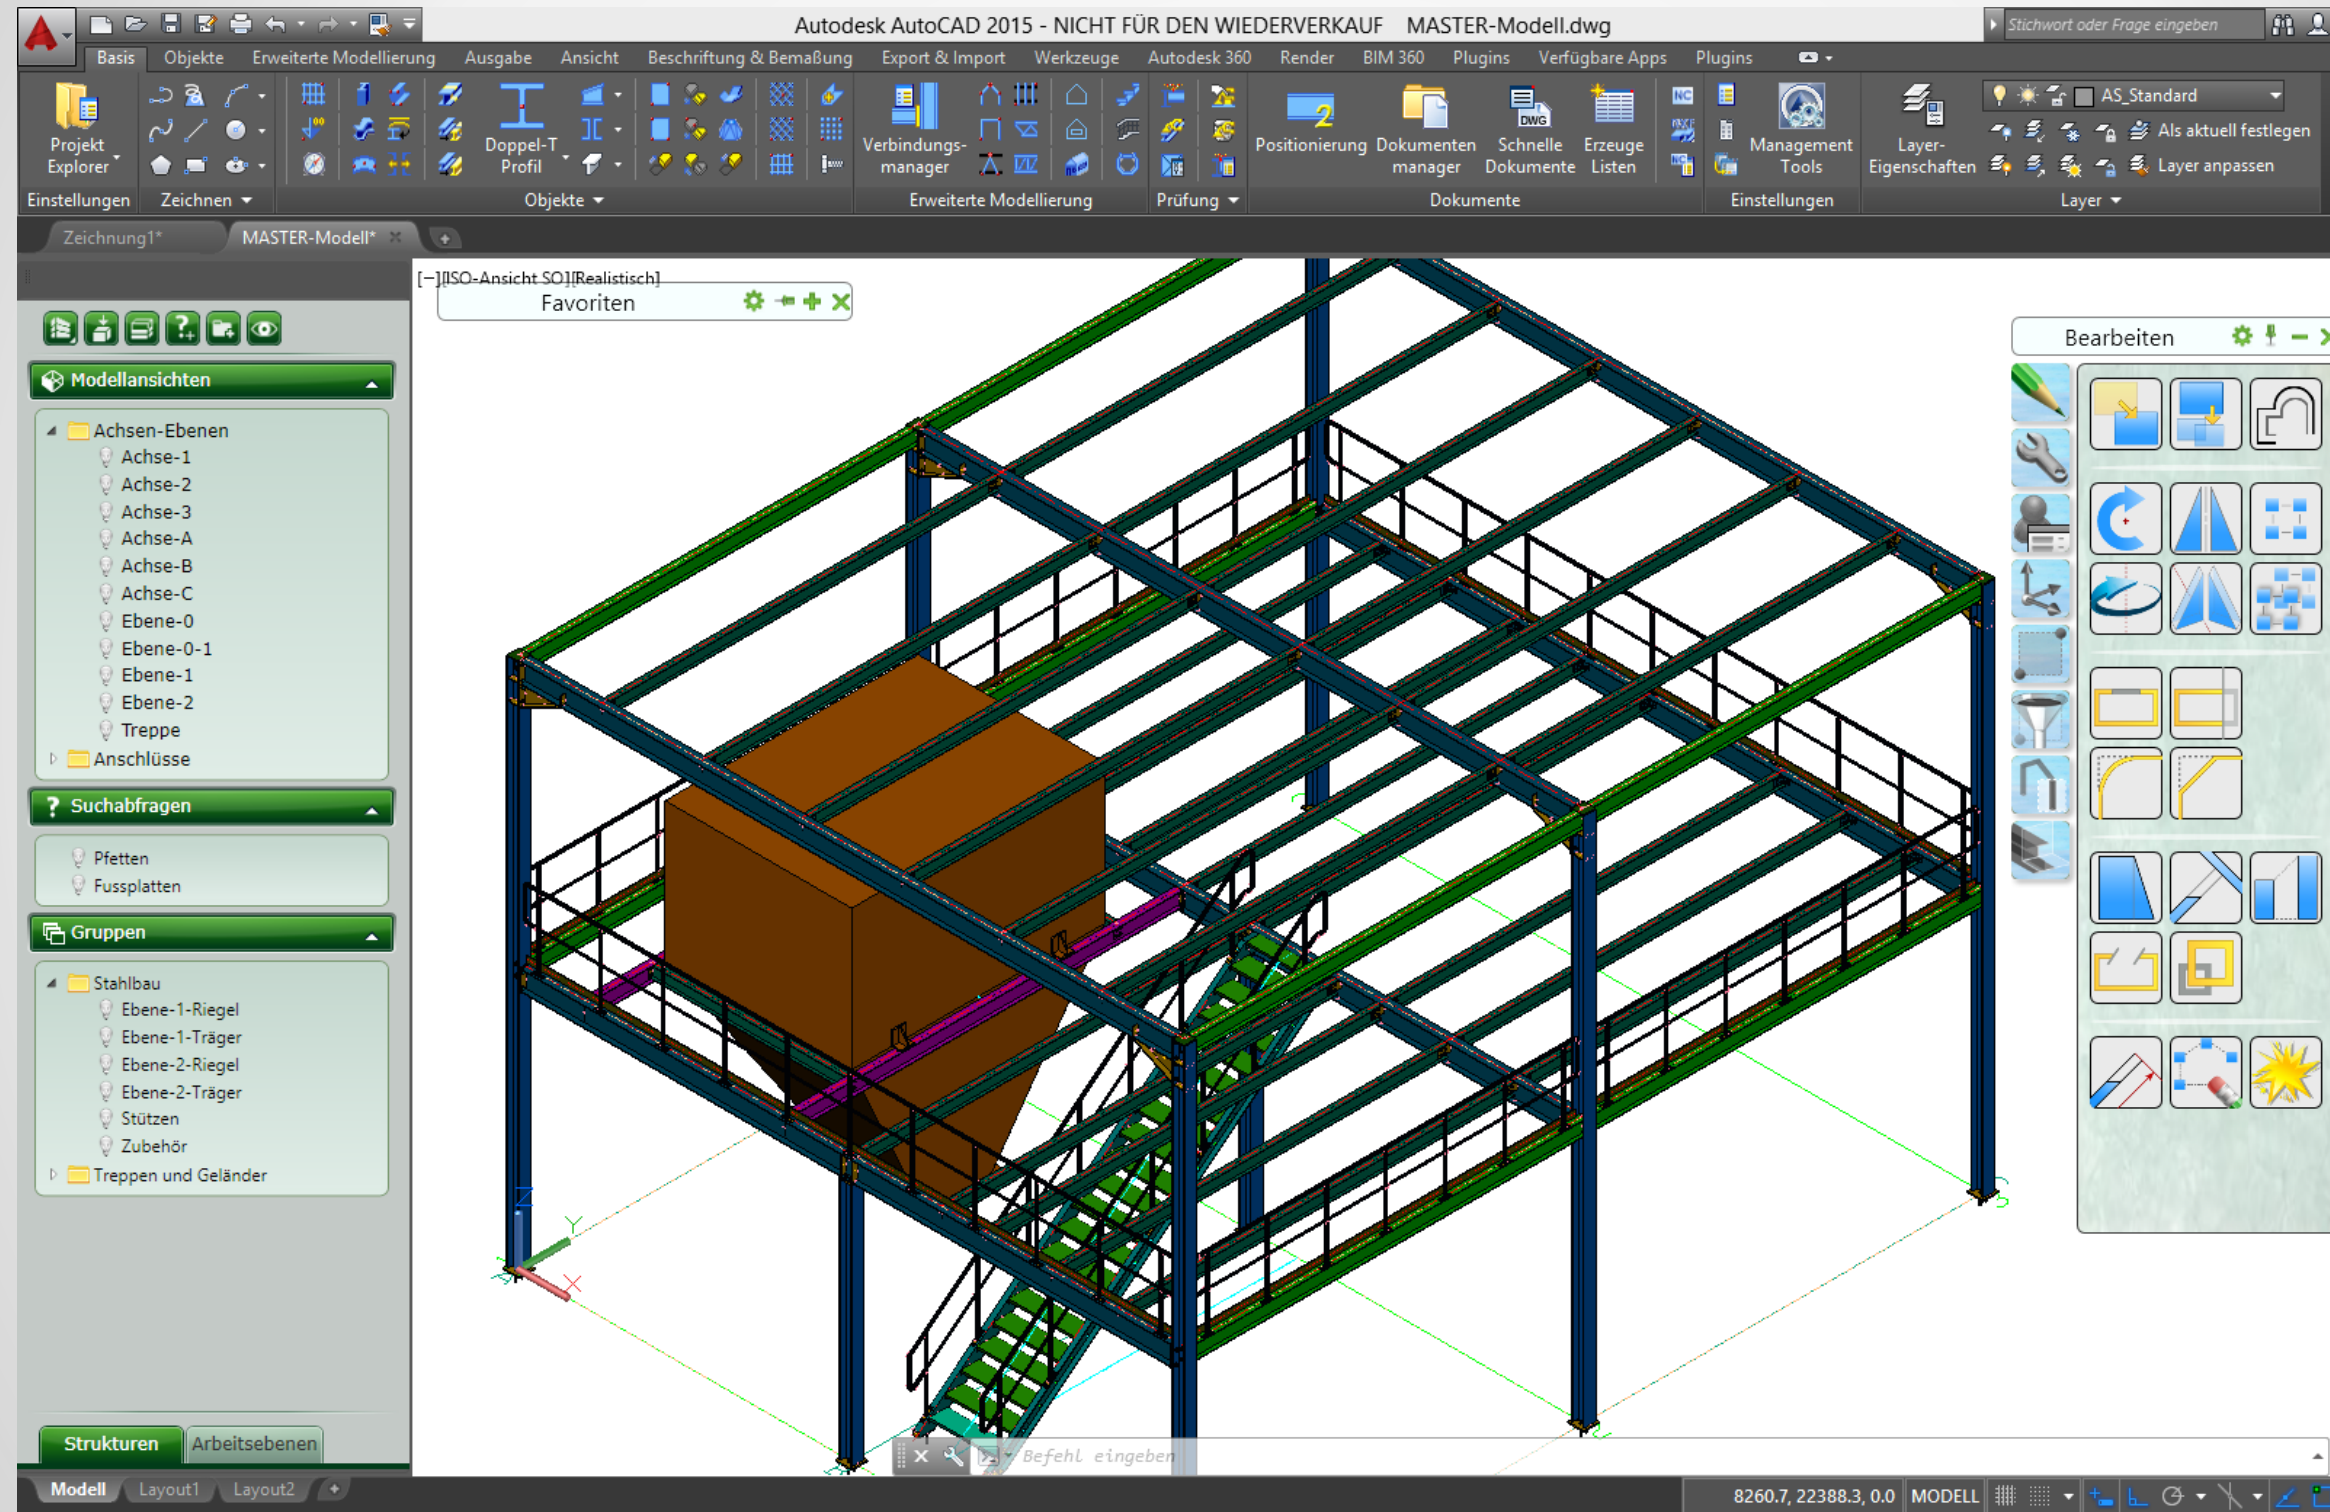 Autodesk AutoCAD 2015 - NICHT FÜR DEN WIEDERVERKAUF MASTER-Modell.dwg
Stichwort oder Frage eingeben
Basis Objekte Erweiterte Modellierung Ausgabe Ansicht Beschriftung & Bemaßung Export & Import Werkzeuge Autodesk 360 Render BIM 360 Plugins Verfügbare Apps Plugins
Projekt
Explorer
Doppel-T
Profil
Verbindungs-
manager
Positionierung
2
Dokumenten
manager
DWG
Schnelle
Dokumente
Erzeuge
Listen
NC
Management
Tools
Layer-
Eigenschaften
AS_Standard
Als aktuell festlegen
Layer anpassen
Einstellungen Zeichnen Objekte Erweiterte Modellierung Prüfung Dokumente Einstellungen Layer
Zeichnung1* MASTER-Modell*
[–][ISO-Ansicht SO][Realistisch]
Favoriten
Bearbeiten
Modellansichten
Achsen-Ebenen
Achse-1
Achse-2
Achse-3
Achse-A
Achse-B
Achse-C
Ebene-0
Ebene-0-1
Ebene-1
Ebene-2
Treppe
Anschlüsse
? Suchabfragen
Pfetten
Fussplatten
Gruppen
Stahlbau
Ebene-1-Riegel
Ebene-1-Träger
Ebene-2-Riegel
Ebene-2-Träger
Stützen
Zubehör
Treppen und Geländer
Z
Y
X
Strukturen Arbeitsebenen
Befehl eingeben
Modell Layout1 Layout2
8260.7, 22388.3, 0.0 MODELL